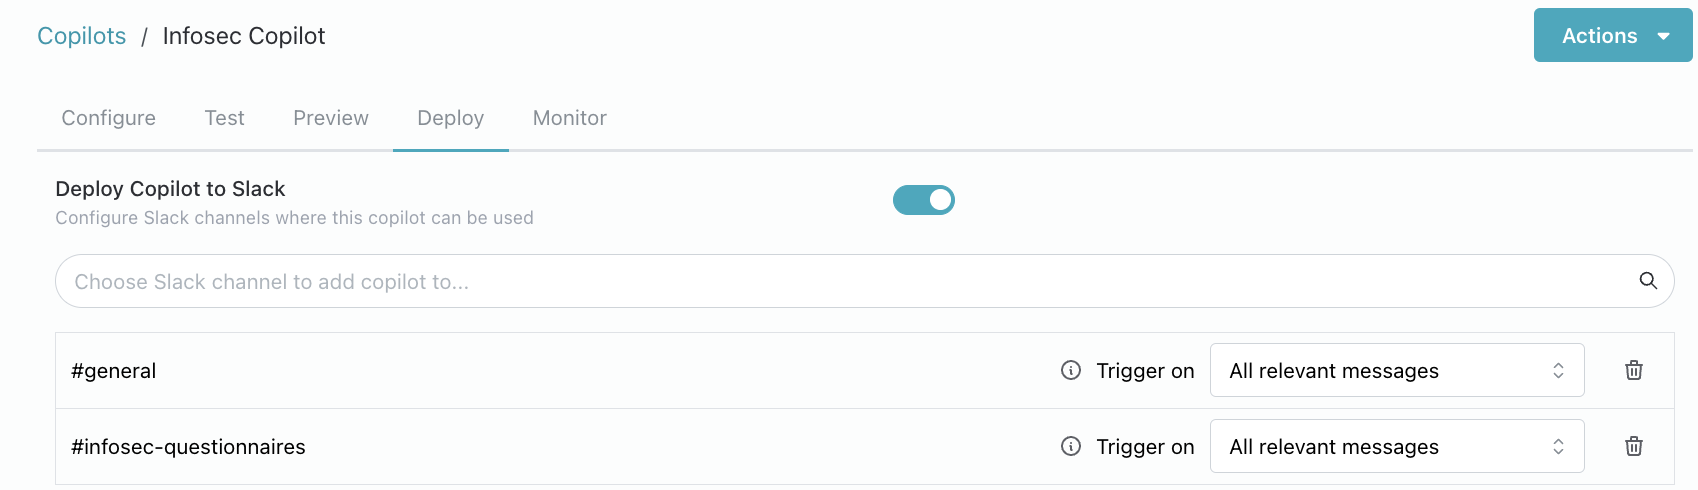 Copilots / Infosec Copilot
Actions
Configure Test Preview Deploy Monitor
Deploy Copilot to Slack
Configure Slack channels where this copilot can be used
Choose Slack channel to add copilot to...
#general Trigger on All relevant messages
#infosec-questionnaires Trigger on All relevant messages